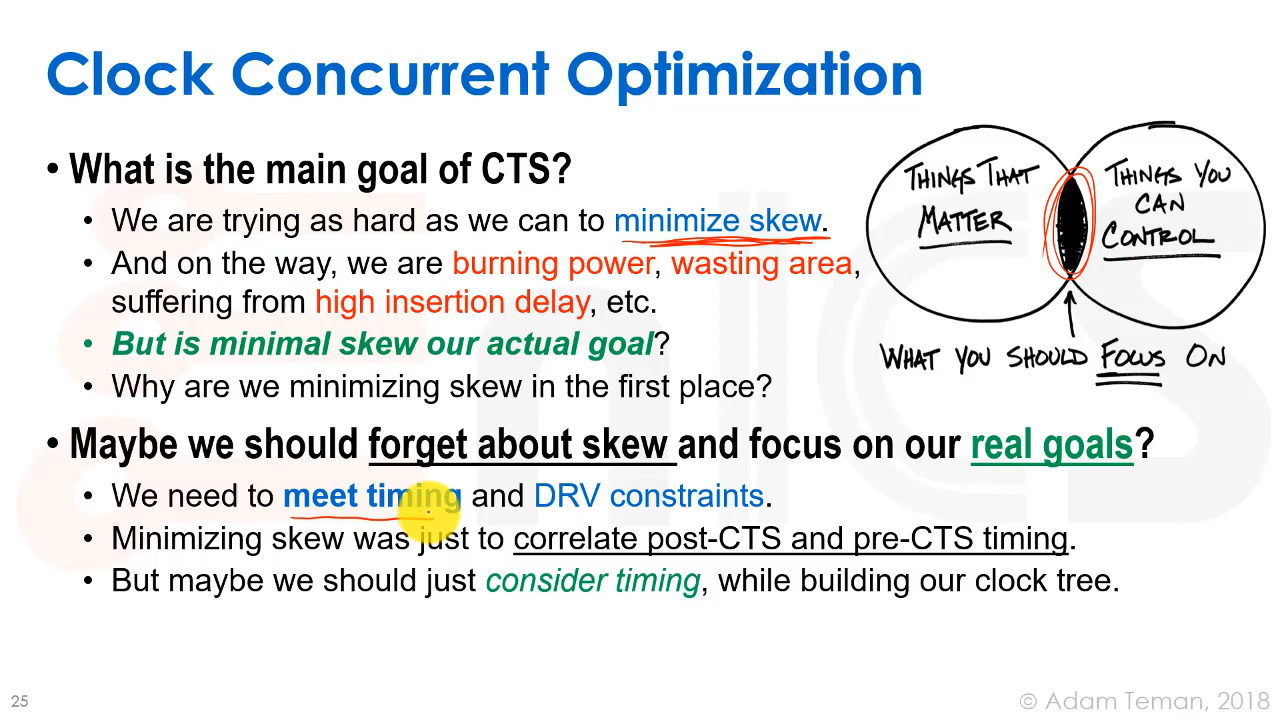 Clock Concurrent Optimization
• What is the main goal of CTS?
• We are trying as hard as we can to minimize skew.
• And on the way, we are burning power, wasting area,
suffering from high insertion delay, etc.
• But is minimal skew our actual goal?
• Why are we minimizing skew in the first place?
THINGS THAT
MATTER
THINGS YOU
CAN
CONTROL
WHAT YOU SHOULD FOCUS ON
• Maybe we should forget about skew and focus on our real goals?
• We need to meet timing and DRV constraints.
• Minimizing skew was just to correlate post-CTS and pre-CTS timing.
• But maybe we should just consider timing, while building our clock tree.
25
© Adam Teman, 2018